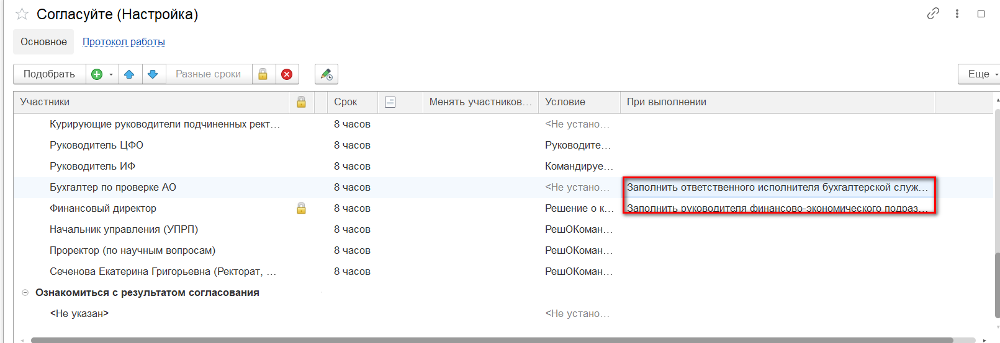 Согласуйте (Настройка)
Основное Протокол работы
Подобрать Разные сроки Еще
Участники Срок Менять участников... Условие При выполнении
Курирующие руководители подчиненных рект... 8 часов <Не устано...
Руководитель ЦФО 8 часов Руководите...
Руководитель ИФ 8 часов Командируе...
Бухгалтер по проверке АО 8 часов <Не устано... Заполнить ответственного исполнителя бухгалтерской служ...
Финансовый директор 8 часов Решение о к... Заполнить руководителя финансово-экономического подраз...
Начальник управления (УПРП) 8 часов РешОКоман...
Проректор (по научным вопросам) 8 часов РешОКоман...
Сеченова Екатерина Григорьевна (Ректорат, ... 8 часов РешОКоман...
Ознакомиться с результатом согласования
<Не указан> <Не устано...